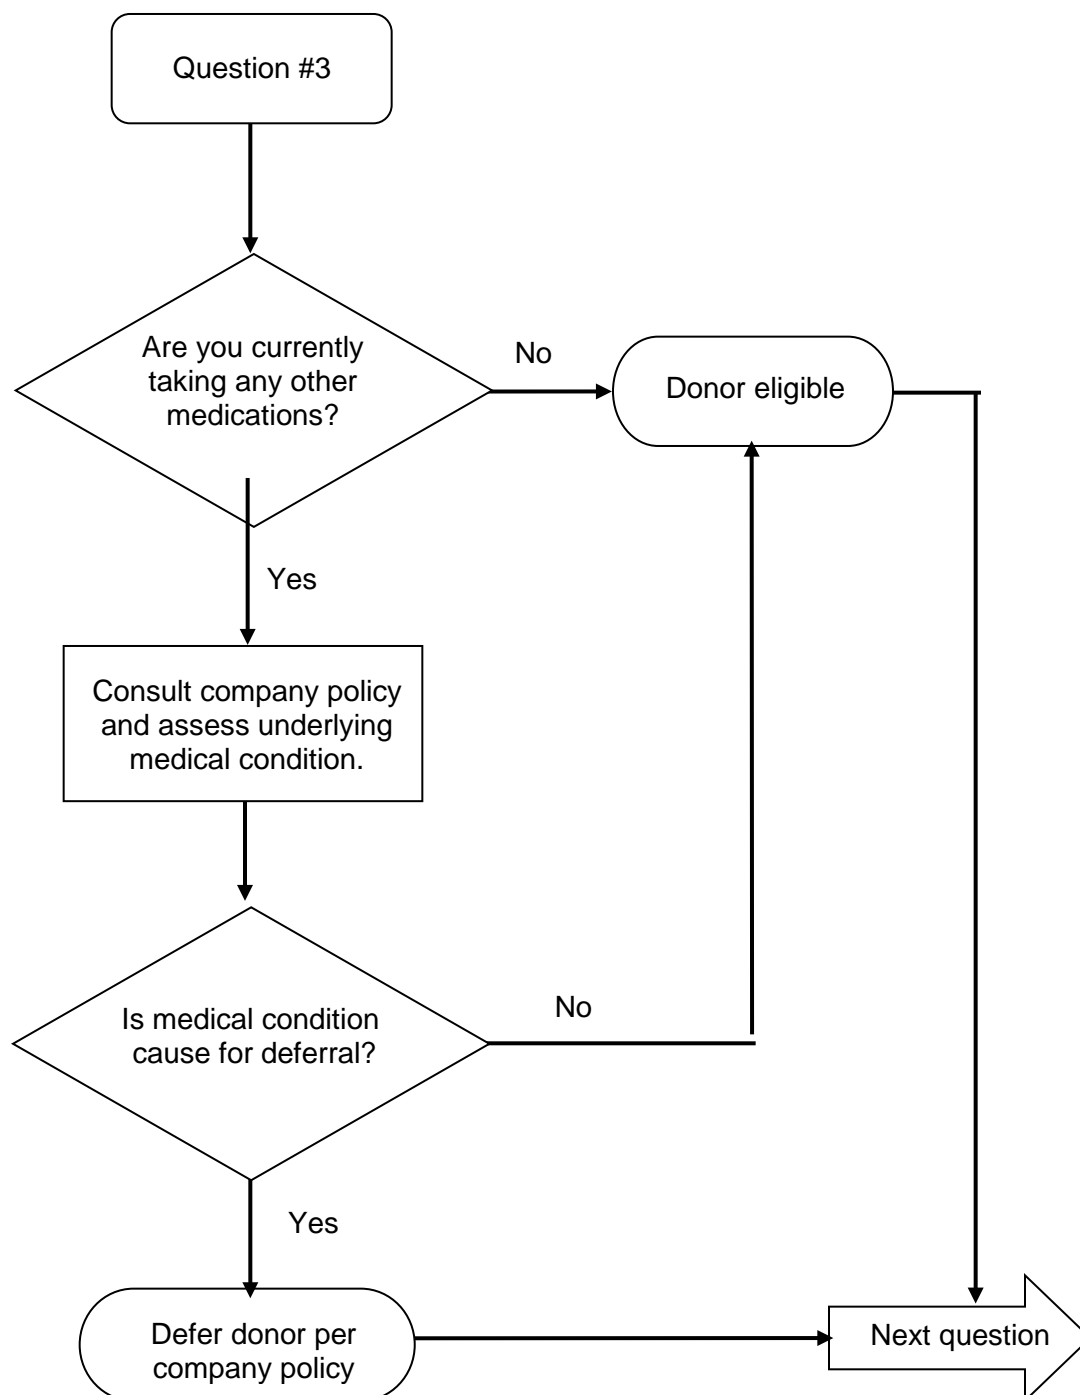 Question #3
Are you currently
taking any other
medications?
No
Donor eligible
Yes
Consult company policy
and assess underlying
medical condition.
Is medical condition
cause for deferral?
No
Yes
Defer donor per
company policy
Next question